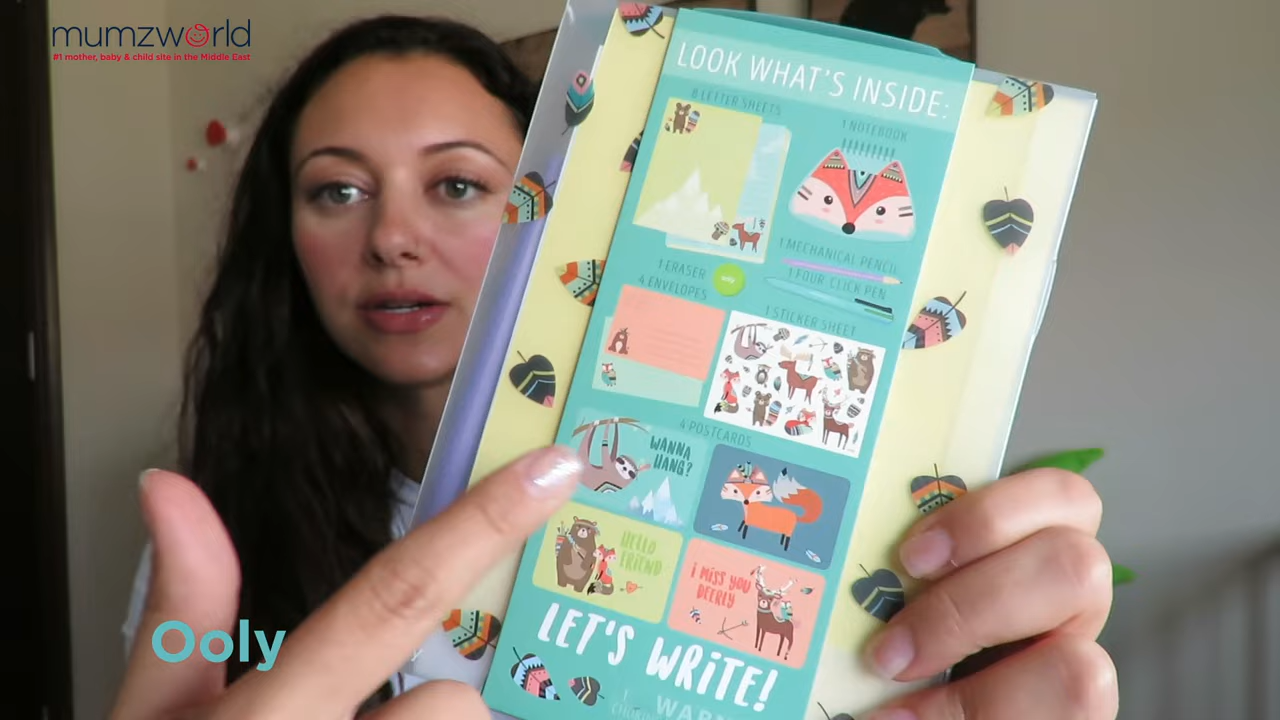 mumzworld
#1 mother, baby & child site in the Middle East
LOOK WHAT'S INSIDE:
8 LETTER SHEETS
1 NOTEBOOK
1 MECHANICAL PENCIL
1 ERASER
1 FOUR CLICK PEN
4 ENVELOPES
1 STICKER SHEET
4 POSTCARDS
WANNA
HANG?
HELLO
FRIEND
i MISS YOU
DEERLY
LET'S WRiTE!
Ooly